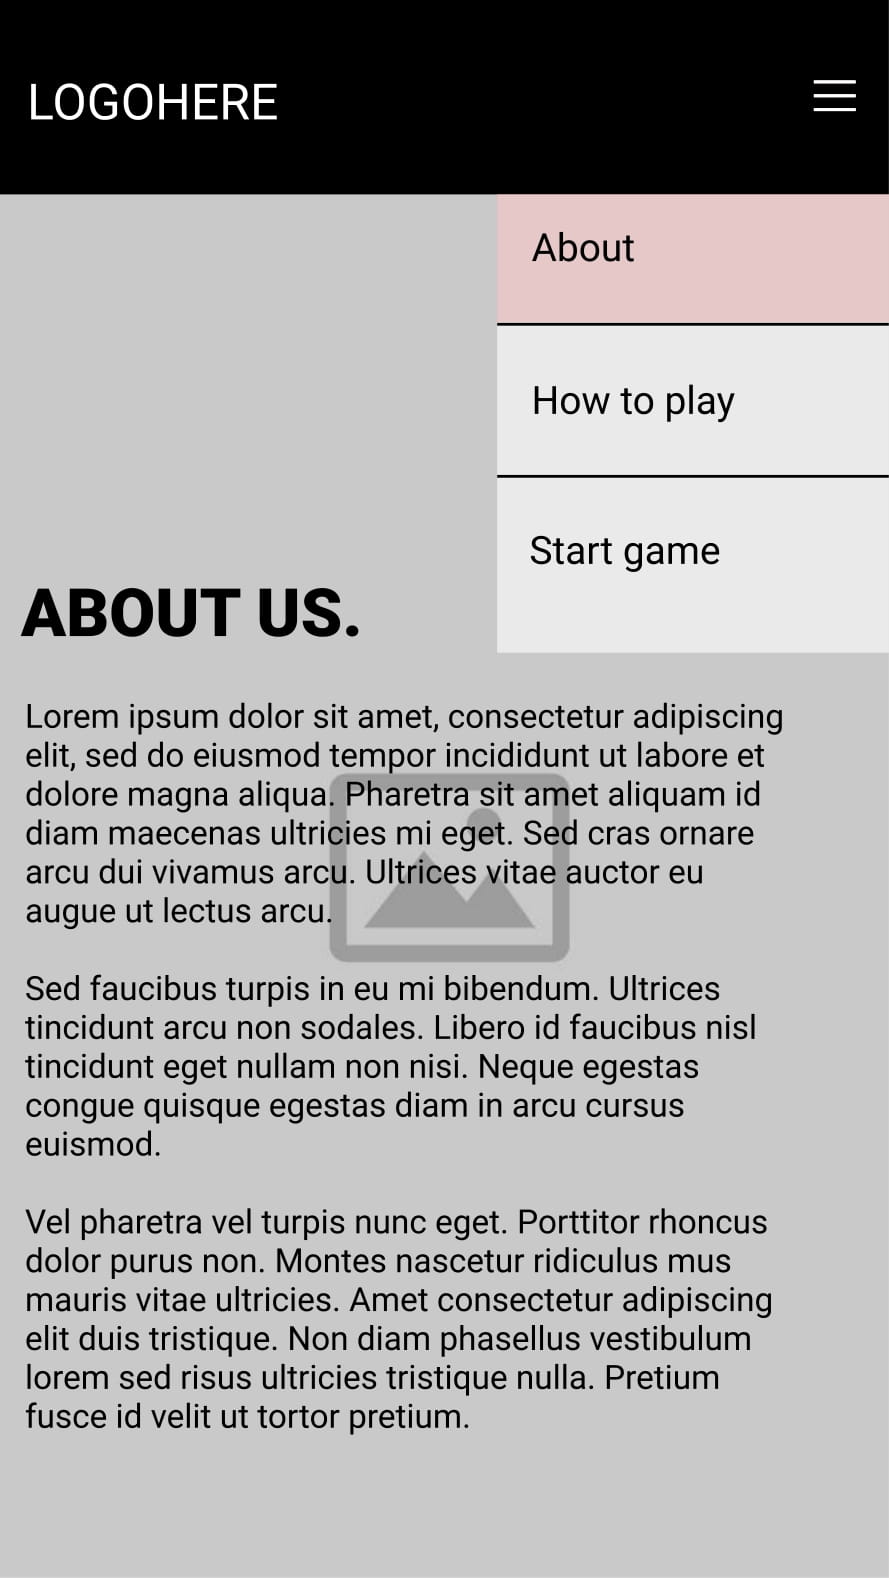 LOGOHERE
About
How to play
Start game
ABOUT US.
Lorem ipsum dolor sit amet, consectetur adipiscing
elit, sed do eiusmod tempor incididunt ut labore et
dolore magna aliqua. Pharetra sit amet aliquam id
diam maecenas ultricies mi eget. Sed cras ornare
arcu dui vivamus arcu. Ultrices vitae auctor eu
augue ut lectus arcu.
Sed faucibus turpis in eu mi bibendum. Ultrices
tincidunt arcu non sodales. Libero id faucibus nisl
tincidunt eget nullam non nisi. Neque egestas
congue quisque egestas diam in arcu cursus
euismod.
Vel pharetra vel turpis nunc eget. Porttitor rhoncus
dolor purus non. Montes nascetur ridiculus mus
mauris vitae ultricies. Amet consectetur adipiscing
elit duis tristique. Non diam phasellus vestibulum
lorem sed risus ultricies tristique nulla. Pretium
fusce id velit ut tortor pretium.